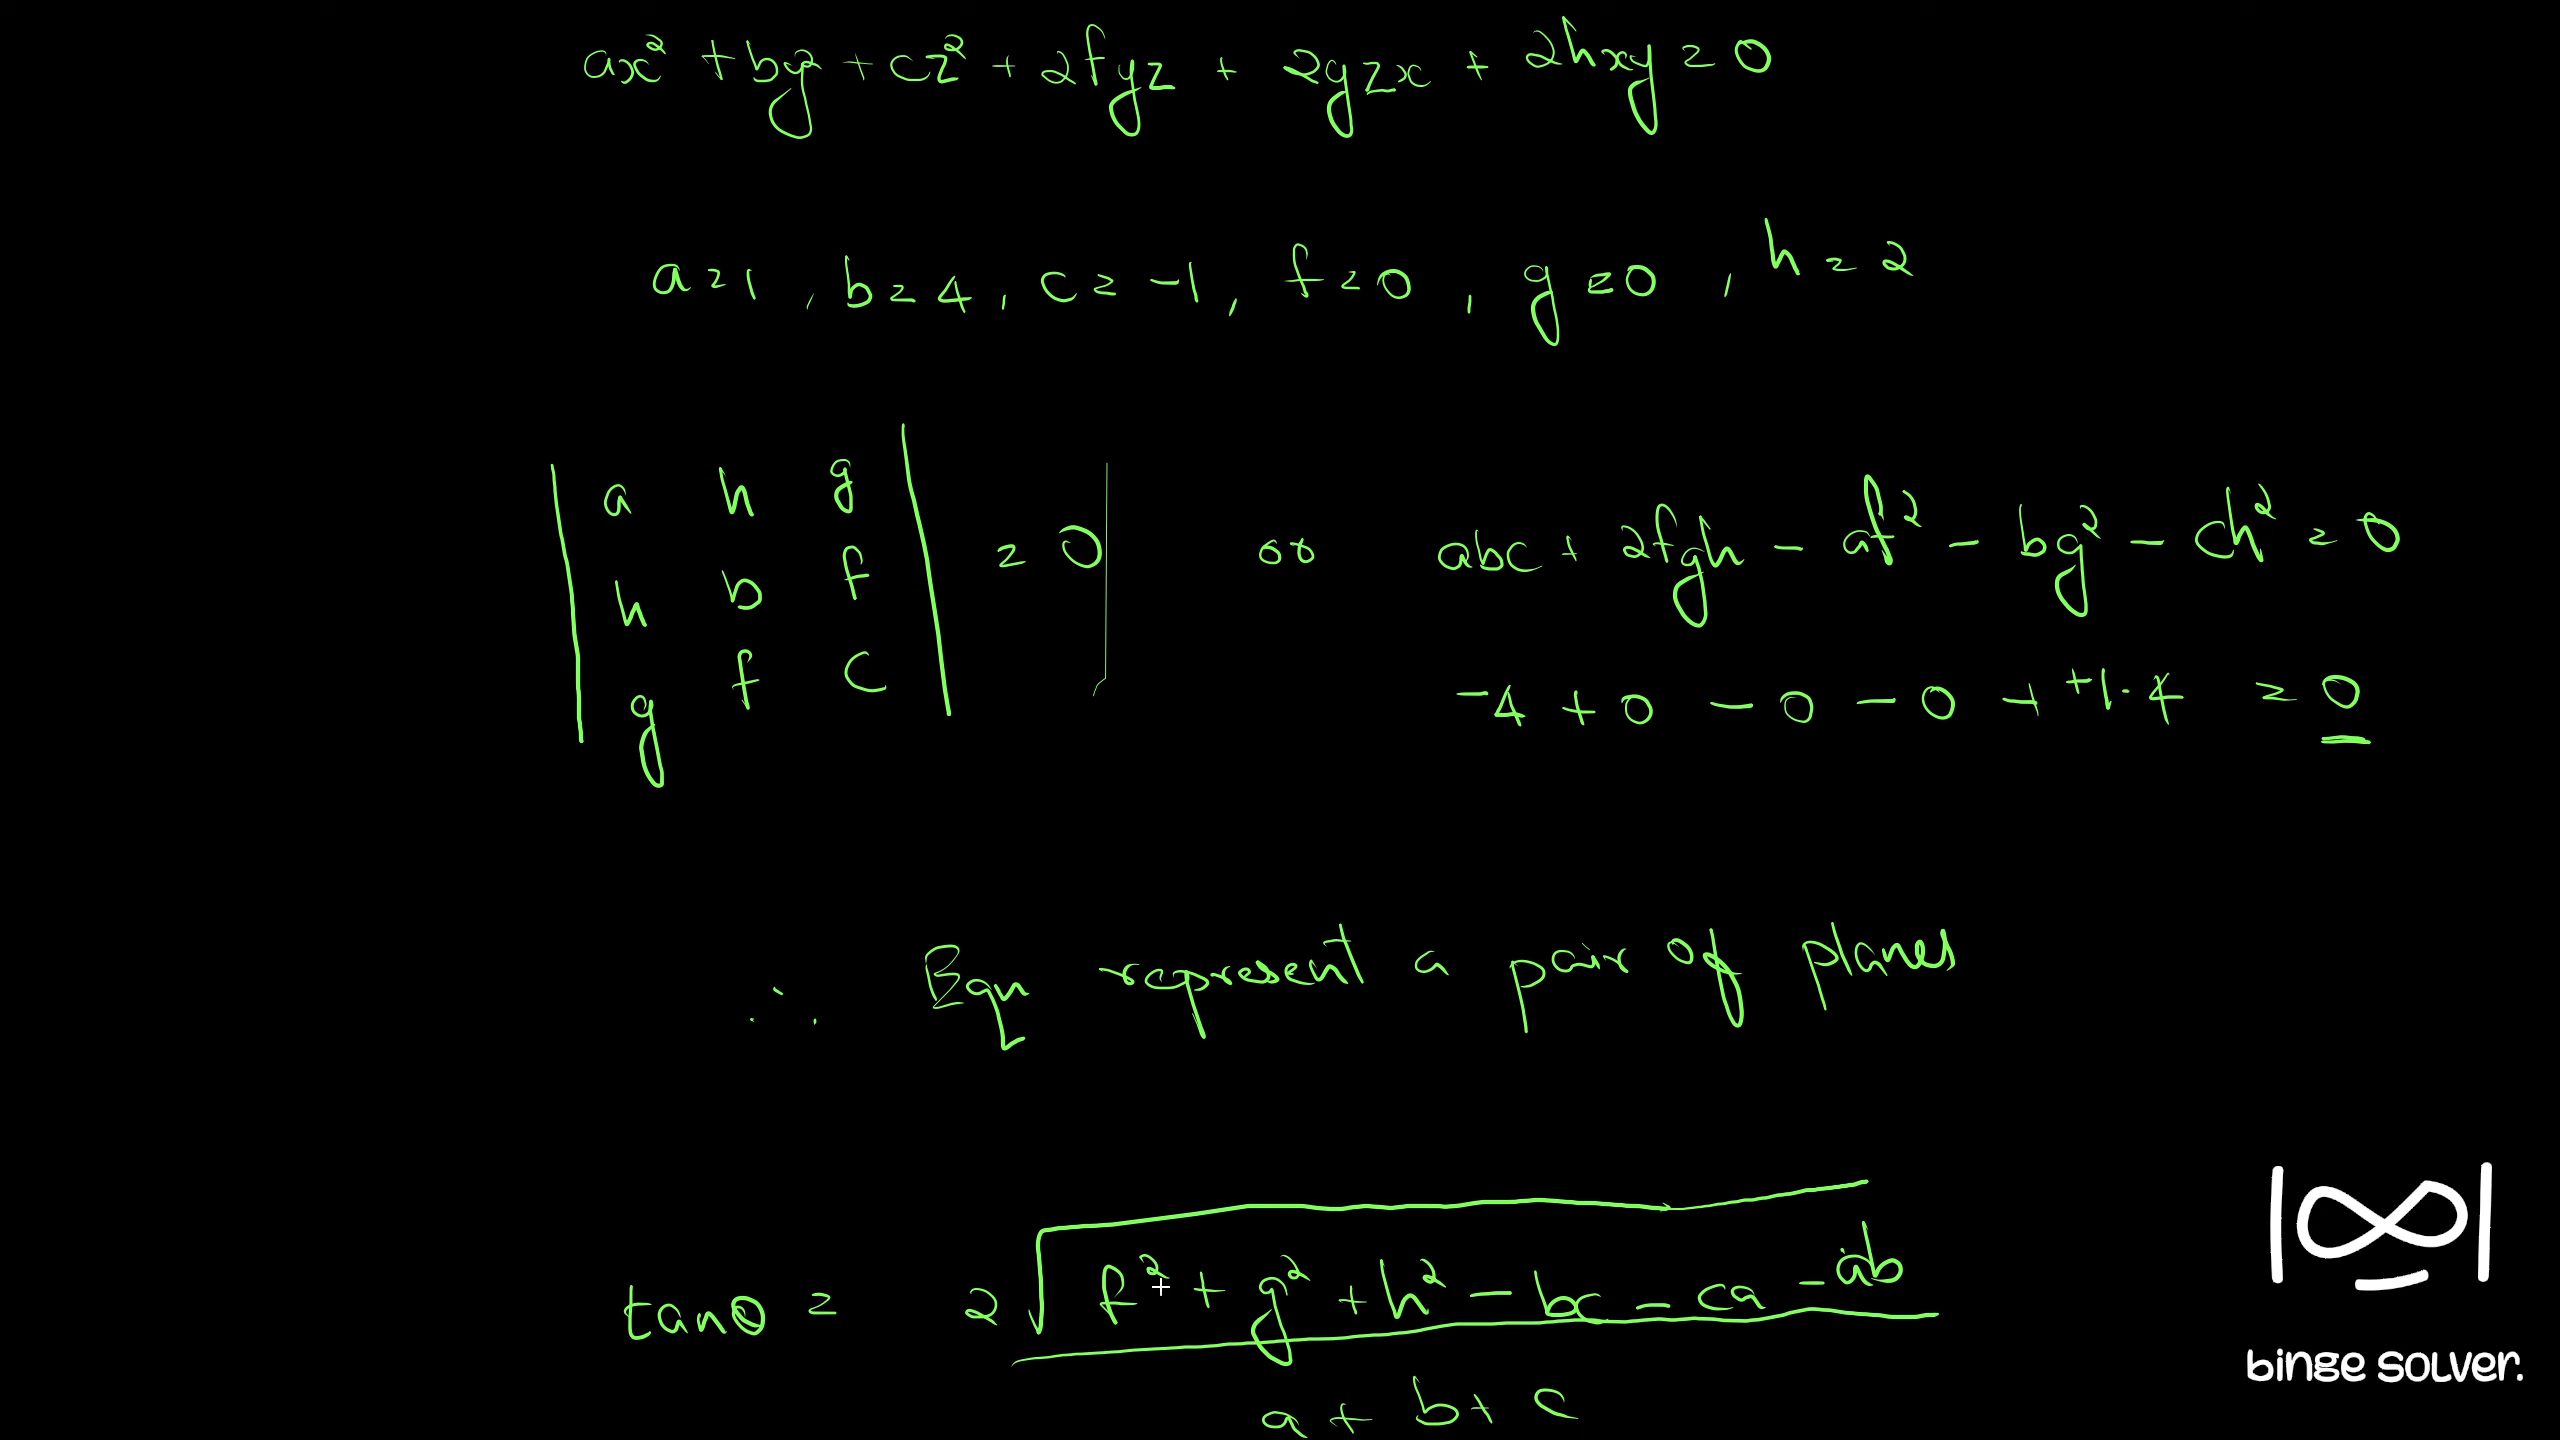 ax² + by² + cz² + 2fyz + 2gzx + 2hxy = 0
a = 1, b = 4, c = -1, f = 0, g = 0, h = 2
| a h g |
| h b f | = 0 or abc + 2fgh - af² - bg² - ch² = 0
| g f c |
-4 + 0 - 0 - 0 + +1·4 = 0
∴ Eqn represent a pair of planes
tanθ = 2√(f² + g² + h² - bc - ca - ab)
a + b + c
binge solver.